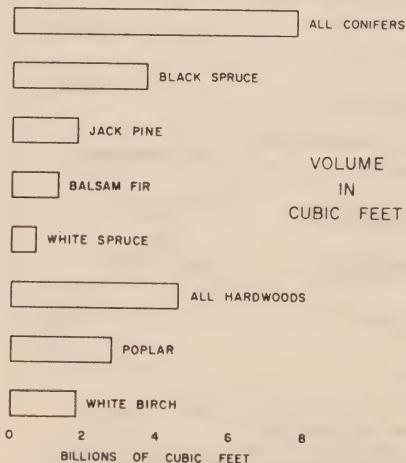 ALL CONIFERS
BLACK SPRUCE
JACK PINE
BALSAM FIR
VOLUME
IN
CUBIC FEET
WHITE SPRUCE
ALL HARDWOODS
POPLAR
WHITE BIRCH
0 2 4 6 8
BILLIONS OF CUBIC FEET